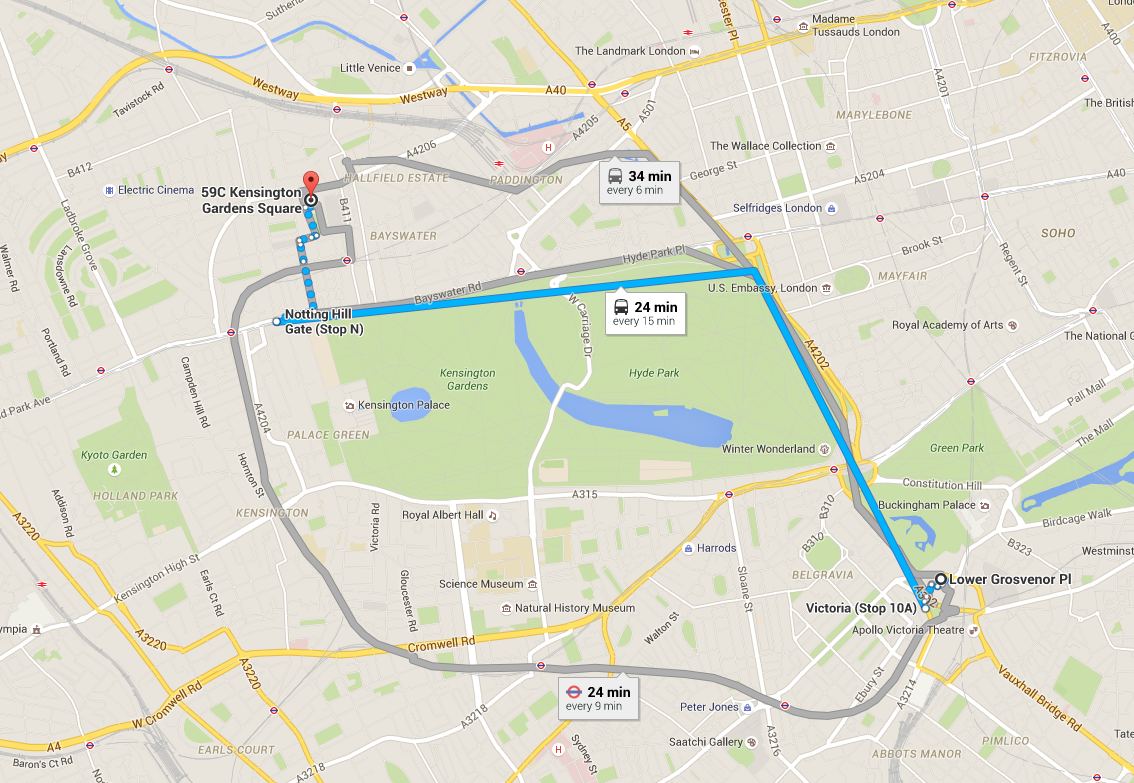 Sutherla
Madame
Tussauds London
The Landmark London
FITZROVIA
A400
Little Venice
Westway
Westway
A40
A501
A4201
Tavistock Rd
A5
MARYLEBONE
The British
A4205
A4206
H
The Wallace Collection
B412
PADDINGTON
HALLFIELD ESTATE
34 min
every 6 min
George St
A5204
A40
Electric Cinema
59C Kensington
Gardens Square
B411
Selfridges London
Ladbroke Grove
Lansdowne Rd
Walmer Rd
BAYSWATER
SOHO
Brook St
Hyde Park Pl
Regent St
MAYFAIR
Bayswater Rd
U.S. Embassy, London
W Carriage Dr
24 min
every 15 min
Notting Hill
Gate (Stop N)
Royal Academy of Arts
The National G
Portland Rd
A4202
Kensington
Gardens
Hyde Park
Campden Hill Rd
Pall Mall
d Park Ave
Kensington Palace
A4204
The Mall
PALACE GREEN
Winter Wonderland
Green Park
Kyoto Garden
Hornton St
HOLLAND PARK
Constitution Hill
A315
Addison Rd
KENSINGTON
Victoria Rd
Royal Albert Hall
B310
Buckingham Palace
Birdcage Walk
A3220
B310
B323
Harrods
Westminst
Kensington High St
BELGRAVIA
Science Museum
Lower Grosvenor Pl
Earls Ct Rd
Gloucester Rd
Sloane St
Natural History Museum
Victoria (Stop 10A)
ympia
A3220
Walton St
Apollo Victoria Theatre
Cromwell Rd
A3220
Ebury St
Vauxhall Bridge Rd
24 min
every 9 min
W Cromwell Rd
A3214
Peter Jones
A3218
A3216
PIMLICO
Sydney St
Saatchi Gallery
A4
EARLS COURT
H
ABBOTS MANOR
Tate
Baron's Ct Rd
A3218